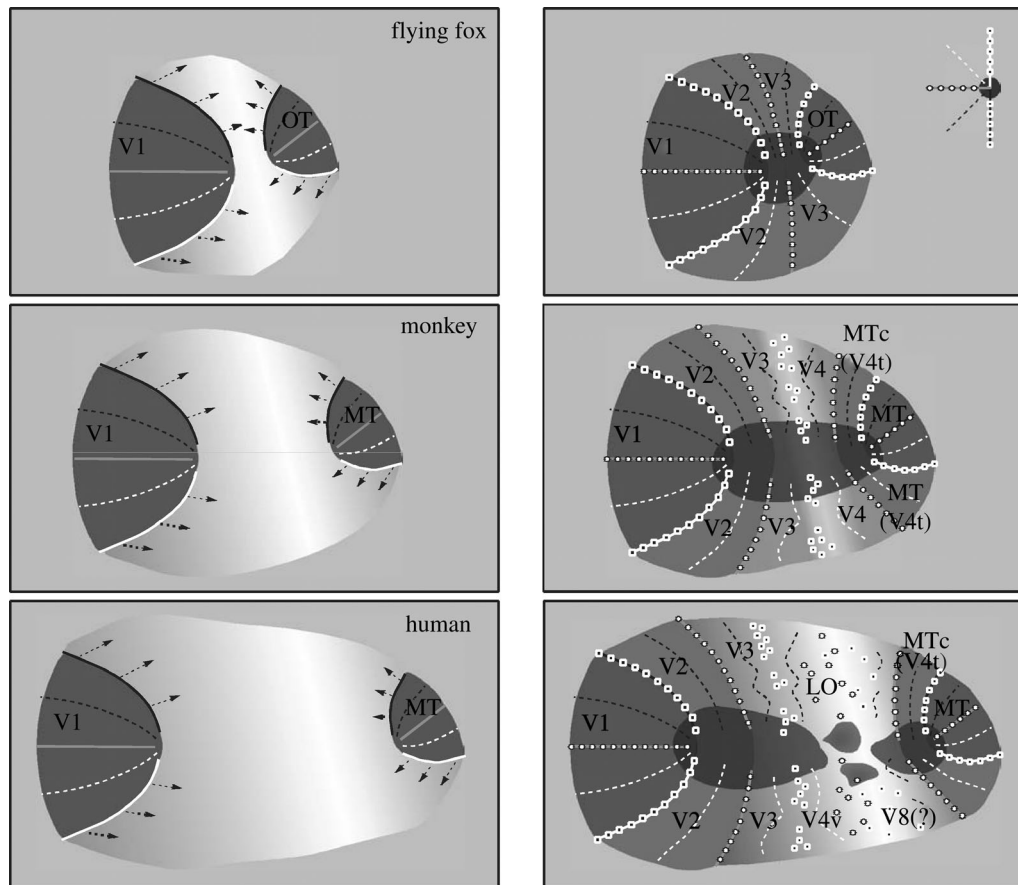 flying fox
V1
OT
V2
V3
OT
V1
V3
V2
monkey
V1
MT
MTc
(V4t)
V3
V4
V2
MT
V1
MT
(V4t)
V4
V3
V2
human
V1
MT
MTc
(V4t)
V3
V2
LO
MT
V1
V2
V3
V4v
V8(?)